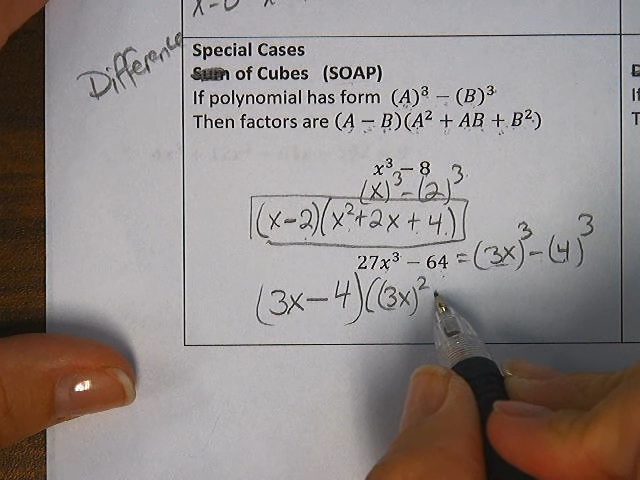 x-8
Difference
Special Cases
Sum of Cubes (SOAP)
If polynomial has form (A)³ − (B)³
Then factors are (A − B)(A² + AB + B²)
x³ − 8
(x)³ − (2)³
(x−2)(x²+2x+4)
27x³ − 64 = (3x)³ − (4)³
(3x−4)((3x)²
If
T